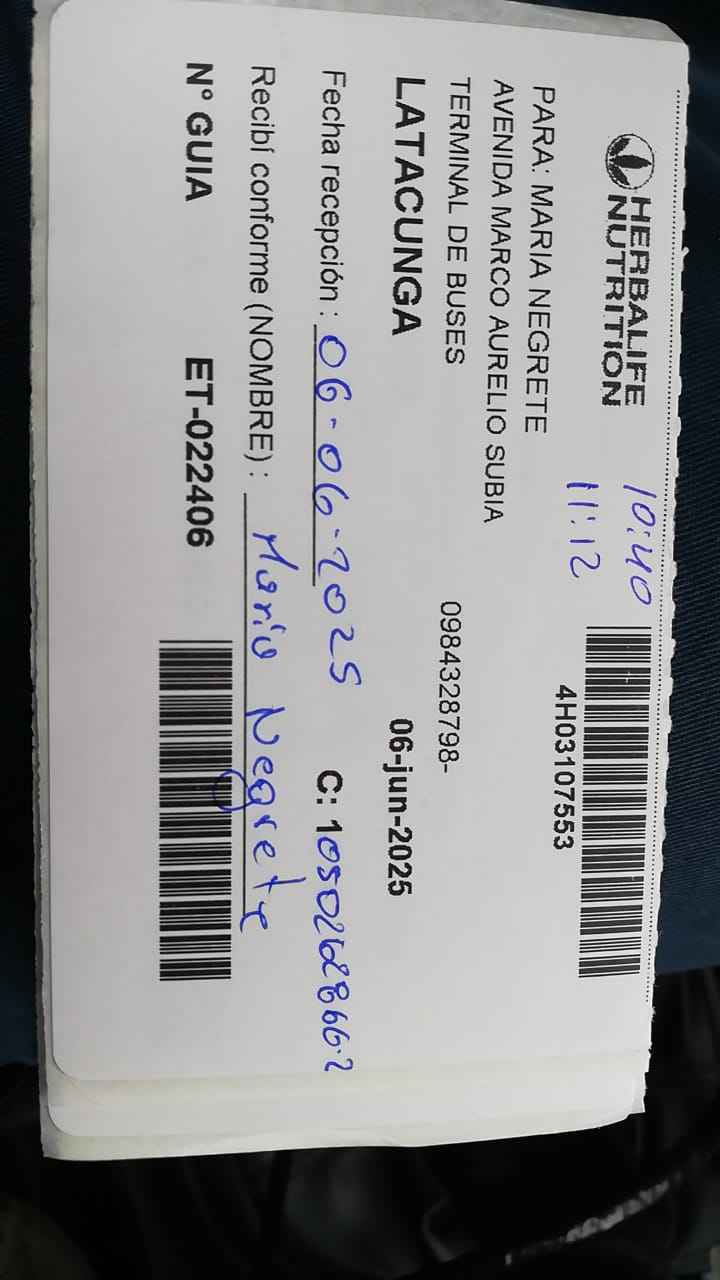 HERBALIFE
NUTRITION
10:40
11:12
4H03107553
PARA: MARIA NEGRETE
AVENIDA MARCO AURELIO SUBIA
TERMINAL DE BUSES 0984328798-
LATACUNGA 06-jun-2025
Fecha recepción : 06-06-2025 C:
Recibí conforme (NOMBRE) : Maria Negrete
N° GUIA ET-022406